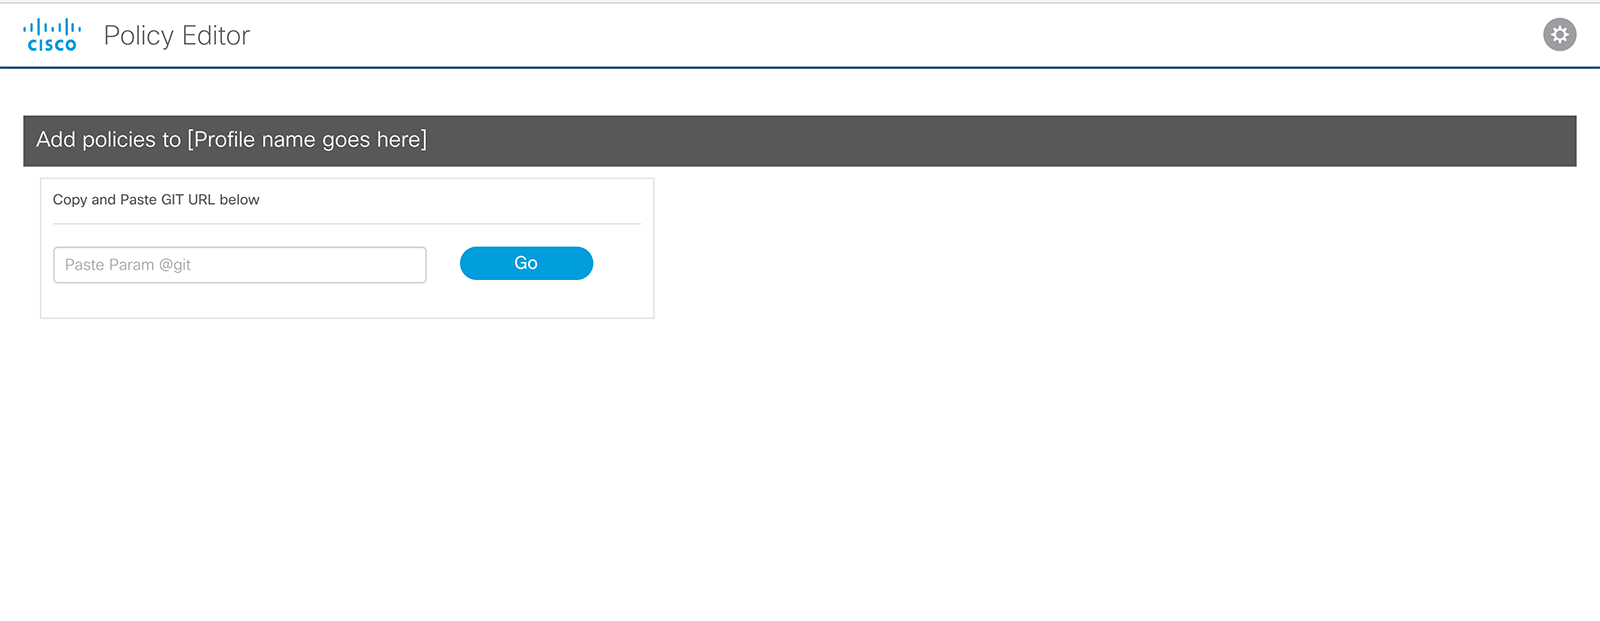 CISCO
Policy Editor
Add policies to [Profile name goes here]
Copy and Paste GIT URL below
Paste Param @git
Go